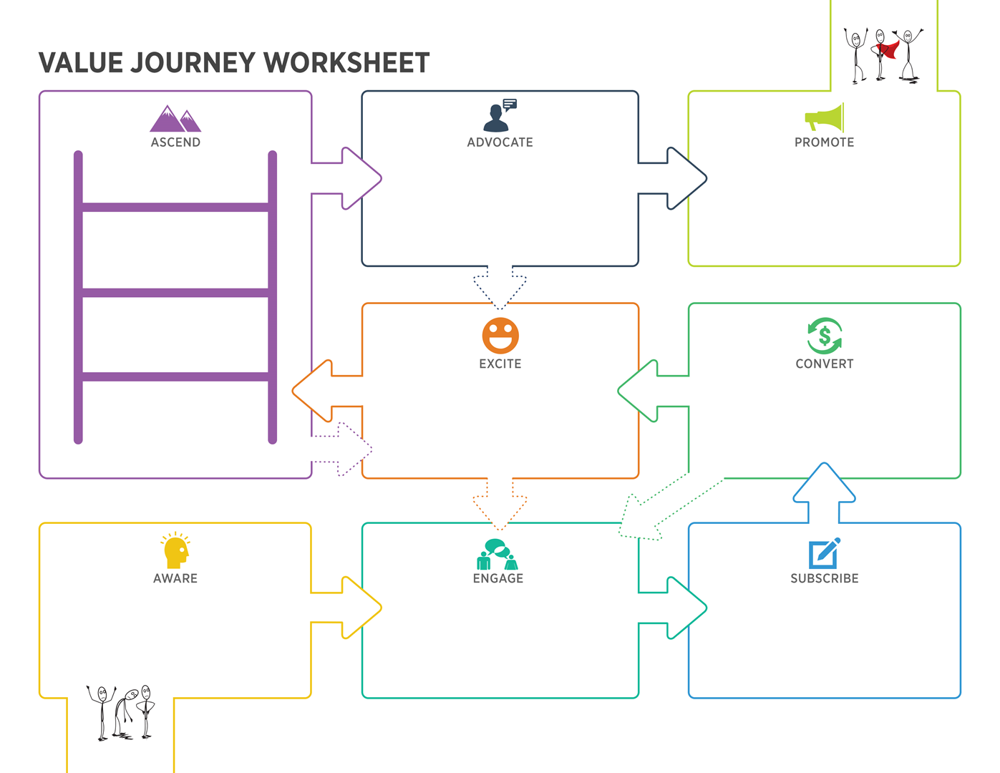 VALUE JOURNEY WORKSHEET
ASCEND
ADVOCATE
PROMOTE
EXCITE
$
CONVERT
AWARE
ENGAGE
SUBSCRIBE